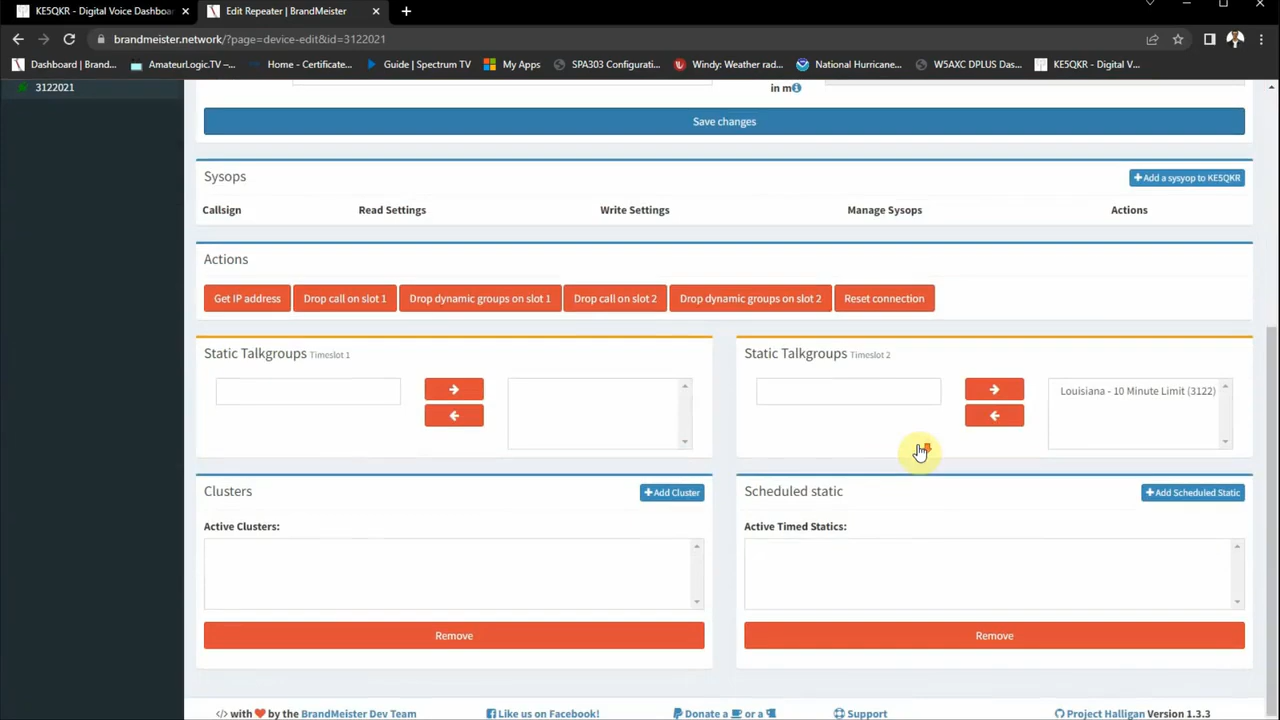 KE5QKR - Digital Voice Dashboa
Edit Repeater | BrandMeister
brandmeister.network/?page=device-edit&id=3122021
Dashboard | Brand...
AmateurLogic.TV –...
Home - Certificate...
Guide | Spectrum TV
My Apps
SPA303 Configurati...
Windy: Weather rad...
National Hurricane...
W5AXC DPLUS Das...
KE5QKR - Digital V...
3122021
in m
Save changes
Sysops
Add a sysyop to KE5QKR
Callsign Read Settings Write Settings Manage Sysops Actions
Actions
Get IP address Drop call on slot 1 Drop dynamic groups on slot 1 Drop call on slot 2 Drop dynamic groups on slot 2 Reset connection
Static Talkgroups Timeslot 1
Static Talkgroups Timeslot 2
Louisiana - 10 Minute Limit (3122)
Clusters
Add Cluster
Scheduled static
Add Scheduled Static
Active Clusters:
Active Timed Statics:
Remove
Remove
</> with ❤ by the BrandMeister Dev Team
Like us on Facebook!
Donate a or a
Support
Project Halligan Version 1.3.3